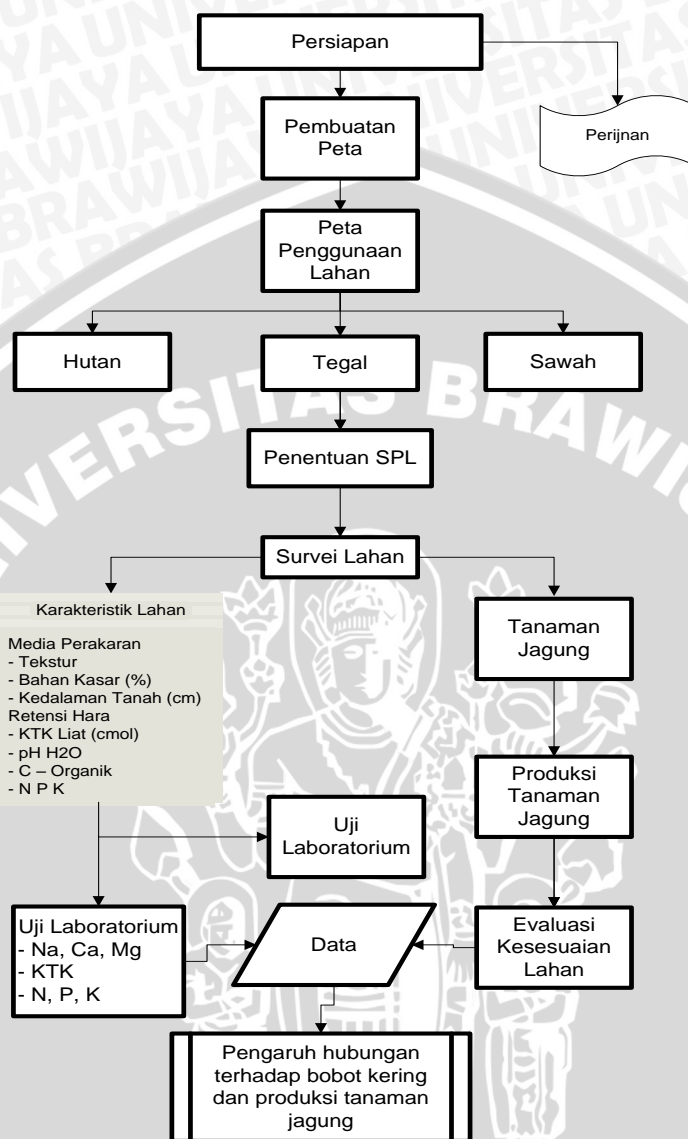 Persiapan
Perijnan
Pembuatan
Peta
Peta
Penggunaan
Lahan
Hutan
Tegal
Sawah
Penentuan SPL
Survei Lahan
Karakteristik Lahan
Media Perakaran
- Tekstur
- Bahan Kasar (%)
- Kedalaman Tanah (cm)
Retensi Hara
- KTK Liat (cmol)
- pH H2O
- C – Organik
- N P K
Tanaman
Jagung
Produksi
Tanaman
Jagung
Uji
Laboratorium
Uji Laboratorium
- Na, Ca, Mg
- KTK
- N, P, K
Data
Evaluasi
Kesesuaian
Lahan
Pengaruh hubungan
terhadap bobot kering
dan produksi tanaman
jagung